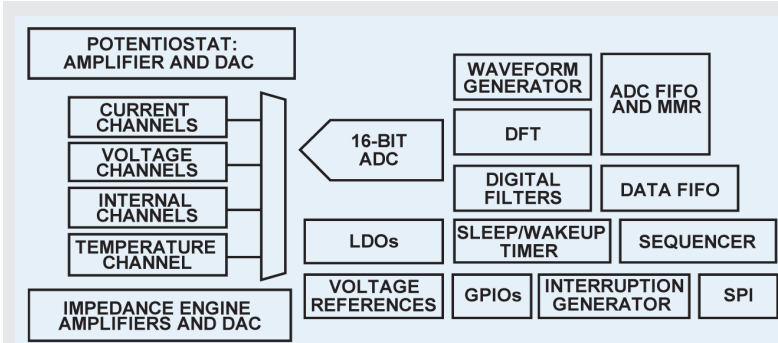 POTENTIOSTAT:
AMPLIFIER AND DAC
CURRENT
CHANNELS
VOLTAGE
CHANNELS
INTERNAL
CHANNELS
TEMPERATURE
CHANNEL
IMPEDANCE ENGINE
AMPLIFIERS AND DAC
16-BIT
ADC
WAVEFORM
GENERATOR
ADC FIFO
AND MMR
DFT
DIGITAL
FILTERS
DATA FIFO
LDOs
SLEEP/WAKEUP
TIMER
SEQUENCER
VOLTAGE
REFERENCES
GPIOs
INTERRUPTION
GENERATOR
SPI